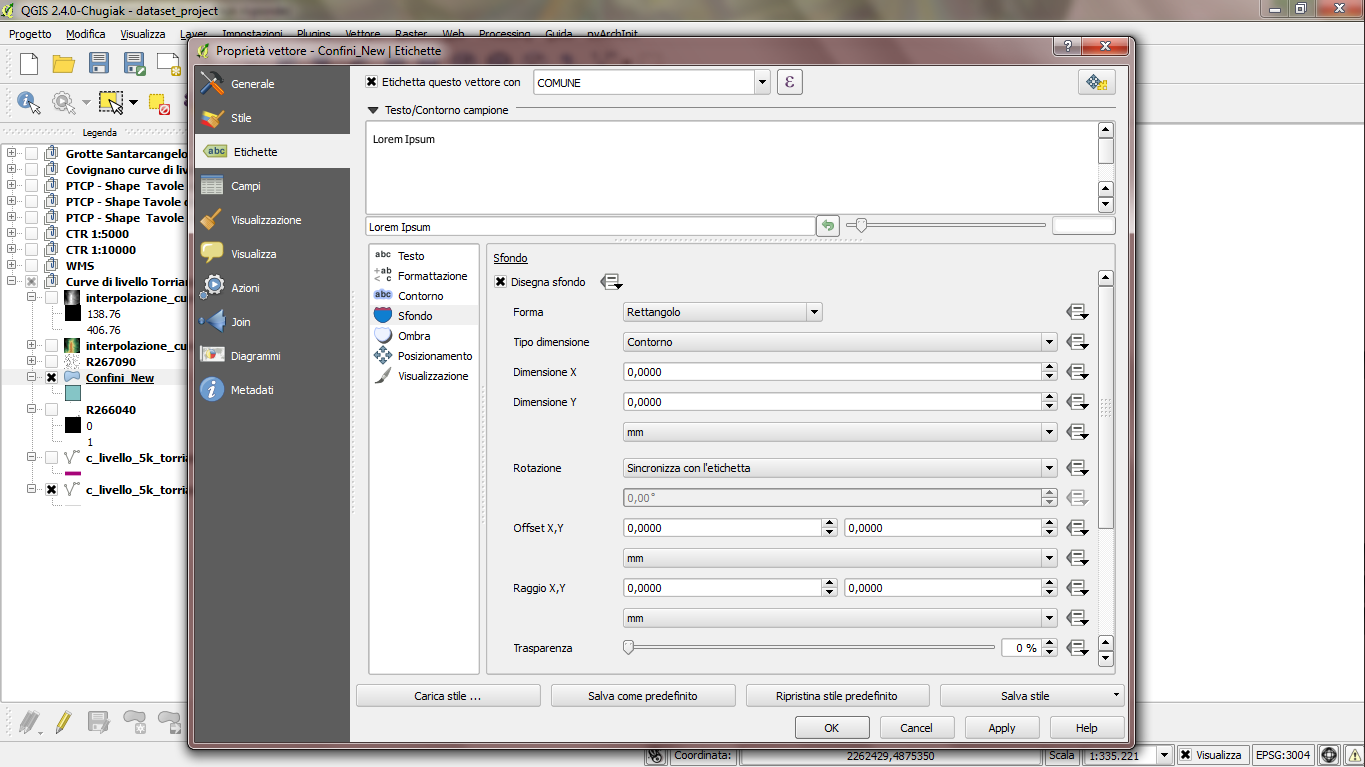 QGIS 2.4.0-Chugiak - dataset_project
Progetto Modifica Visualizza Layer Impostazioni Plugins Vettore Raster Web Processing Guida pyArchInit
Legenda
Grotte Santarcangelo
Covignano curve di liv
PTCP - Shape Tavole
PTCP - Shape Tavole
PTCP - Shape Tavole
CTR 1:5000
CTR 1:10000
WMS
Curve di livello Torria
interpolazione_cu
138.76
406.76
interpolazione_cu
R267090
Confini_New
R266040
0
1
c_livello_5k_torria
c_livello_5k_torria
Proprietà vettore - Confini_New | Etichette
Generale
Stile
abc Etichette
Campi
Visualizzazione
Visualizza
Azioni
Join
Diagrammi
Metadati
Etichetta questo vettore con COMUNE ε
Testo/Contorno campione
Lorem Ipsum
Lorem Ipsum
abc Testo
+ab < c Formattazione
abc Contorno
Sfondo
Ombra
Posizionamento
Visualizzazione
Sfondo
Disegna sfondo
Forma Rettangolo
Tipo dimensione Contorno
Dimensione X 0,0000
Dimensione Y 0,0000
mm
Rotazione Sincronizza con l'etichetta
0,00°
Offset X,Y 0,0000 0,0000
mm
Raggio X,Y 0,0000 0,0000
mm
Trasparenza 0 %
Carica stile ... Salva come predefinito Ripristina stile predefinito Salva stile
OK Cancel Apply Help
Coordinata: 2262429,4875350 Scala 1:335.221 Visualizza EPSG:3004